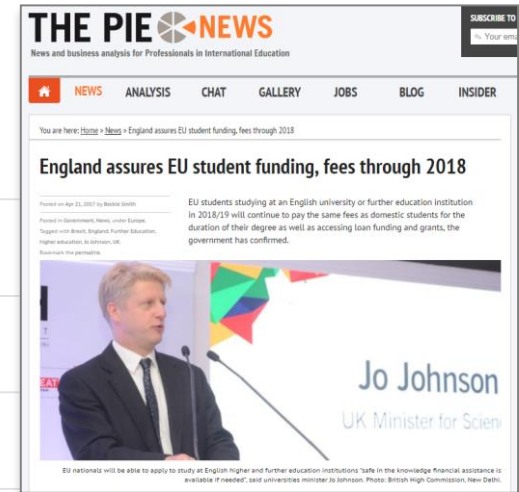 THE PIE NEWS
News and business analysis for Professionals in International Education
SUBSCRIBE TO
Your ema
NEWS ANALYSIS CHAT GALLERY JOBS BLOG INSIDER
You are here: Home » News » England assures EU student funding, fees through 2018
England assures EU student funding, fees through 2018
Posted on Apr 21, 2017 by Beckie Smith
Posted in Government, News, under Europe.
Tagged with Brexit, England, Further Education,
higher education, Jo Johnson, UK.
Bookmark the permalink.
EU students studying at an English university or further education institution
in 2018/19 will continue to pay the same fees as domestic students for the
duration of their degree as well as accessing loan funding and grants, the
government has confirmed.
Jo Johnson
UK Minister for Scien
EU nationals will be able to apply to study at English higher and further education institutions "safe in the knowledge financial assistance is
available if needed", said universities minister Jo Johnson. Photo: British High Commission, New Delhi.